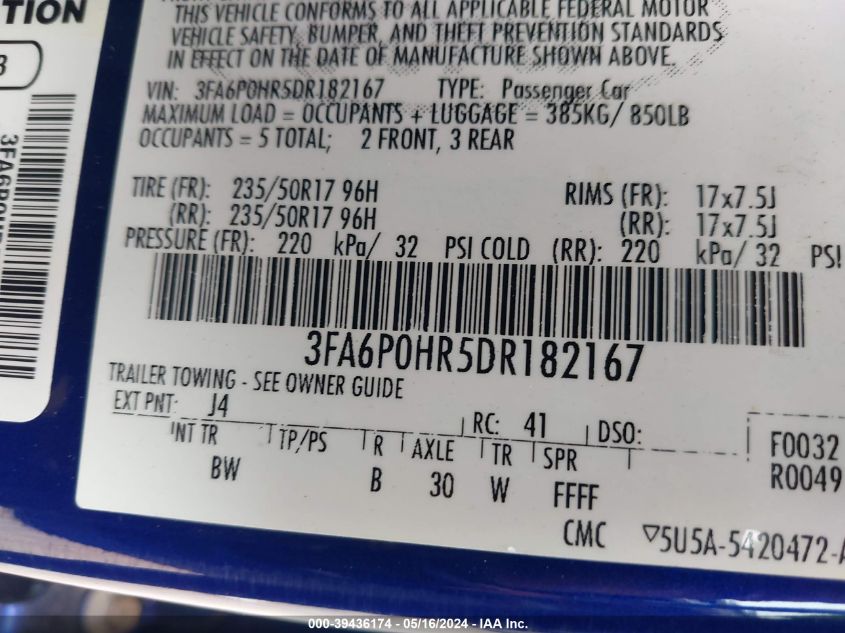 TION
3
THIS VEHICLE CONFORMS TO ALL APPLICABLE FEDERAL MOTOR
VEHICLE SAFETY, BUMPER, AND THEFT PREVENTION STANDARDS
IN EFFECT ON THE DATE OF MANUFACTURE SHOWN ABOVE.
VIN: 3FA6P0HR5DR182167 TYPE: Passenger Car
MAXIMUM LOAD = OCCUPANTS + LUGGAGE = 385KG/ 850LB
OCCUPANTS = 5 TOTAL; 2 FRONT, 3 REAR
TIRE (FR): 235/50R17 96H RIMS (FR): 17x7.5J
(RR): 235/50R17 96H (RR): 17x7.5J
PRESSURE (FR): 220 kPa/ 32 PSI COLD (RR): 220 kPa/ 32 PSI
3FA6P0HR5DR182167
TRAILER TOWING - SEE OWNER GUIDE
EXT PNT: J4 RC: 41 DSO:
INT TR TP/PS R AXLE TR SPR
BW B 30 W FFFF
F0032
R0049
CMC ▽5U5A-5420472-A
000-39436174 - 05/16/2024 - IAA Inc.